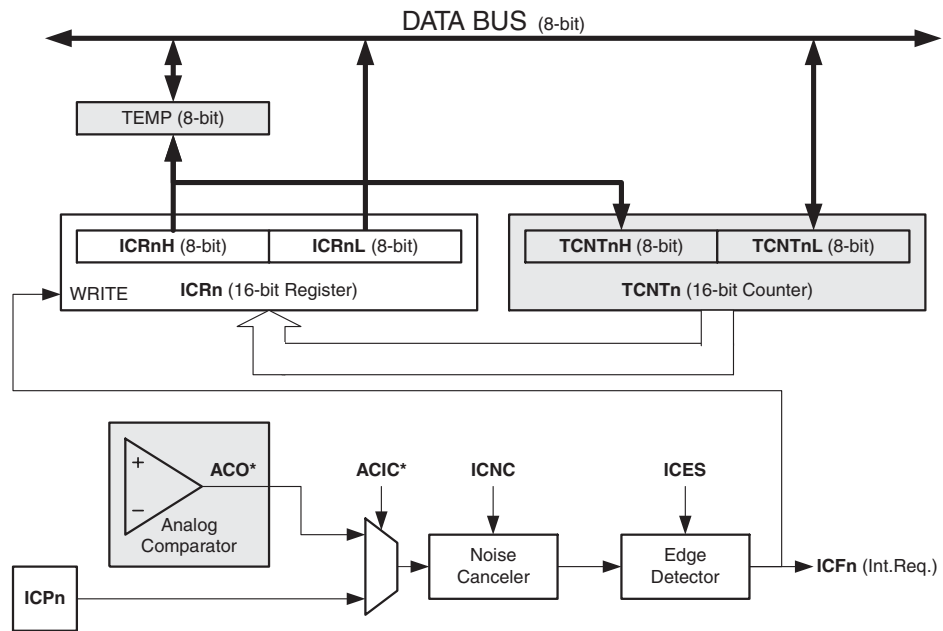 DATA BUS (8-bit)
TEMP (8-bit)
ICRnH (8-bit) ICRnL (8-bit) TCNTnH (8-bit) TCNTnL (8-bit)
WRITE ICRn (16-bit Register) TCNTn (16-bit Counter)
+
ACO* ACIC* ICNC ICES
−
Analog
Comparator
Noise
Canceler
Edge
Detector
ICFn (Int.Req.)
ICPn